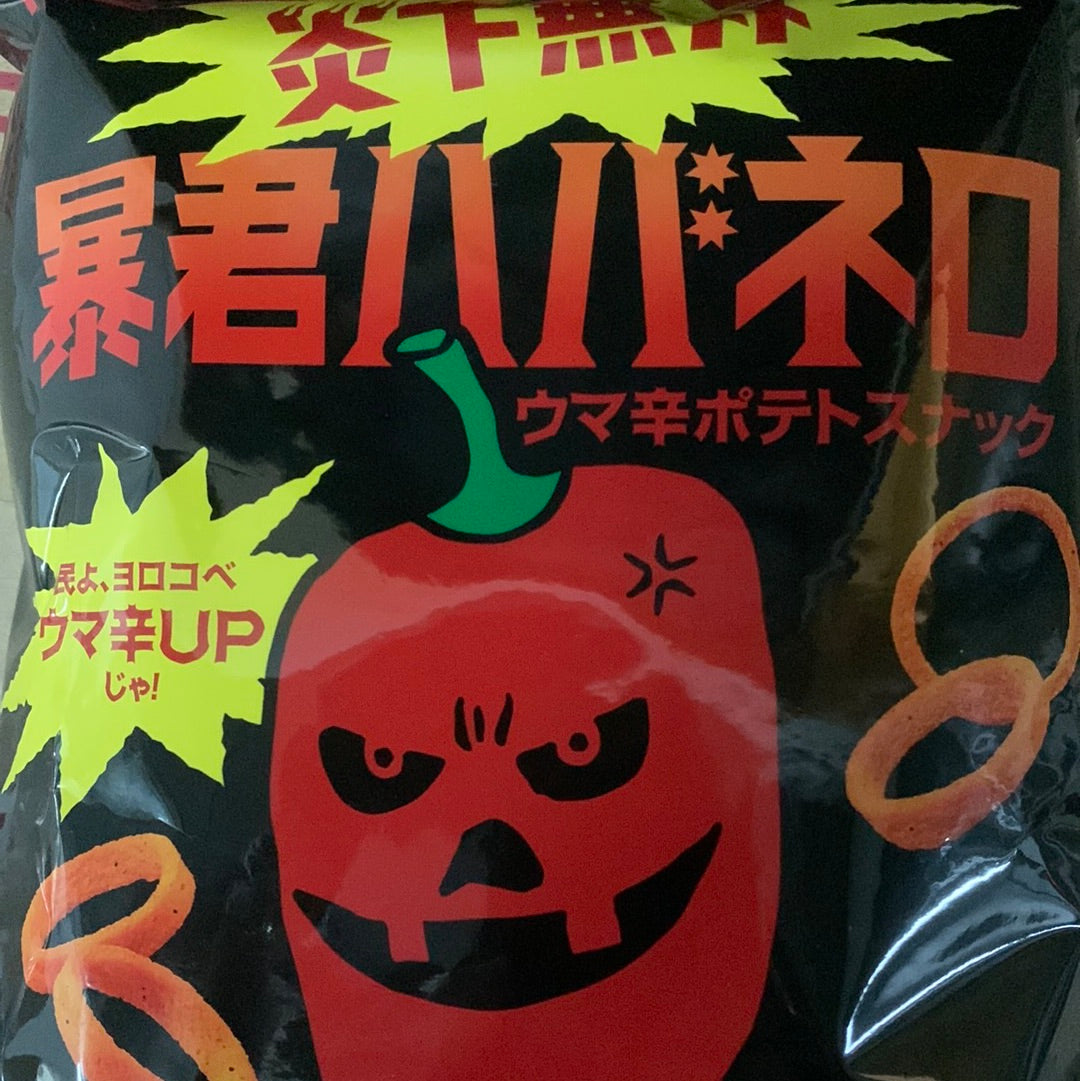 炎下無界
暴君ハバネロ
ウマ辛ポテトスナック
民よ、ヨロコベ
ウマ辛UP
じゃ!